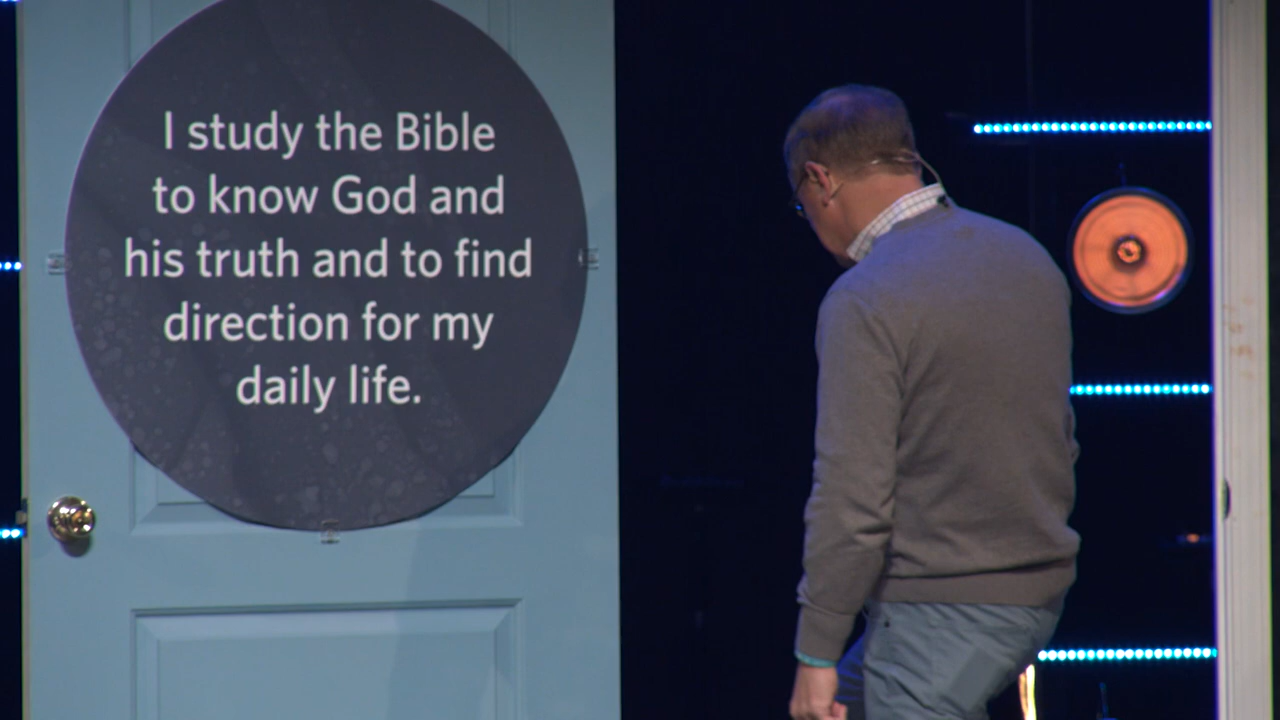 I study the Bible
to know God and
his truth and to find
direction for my
daily life.